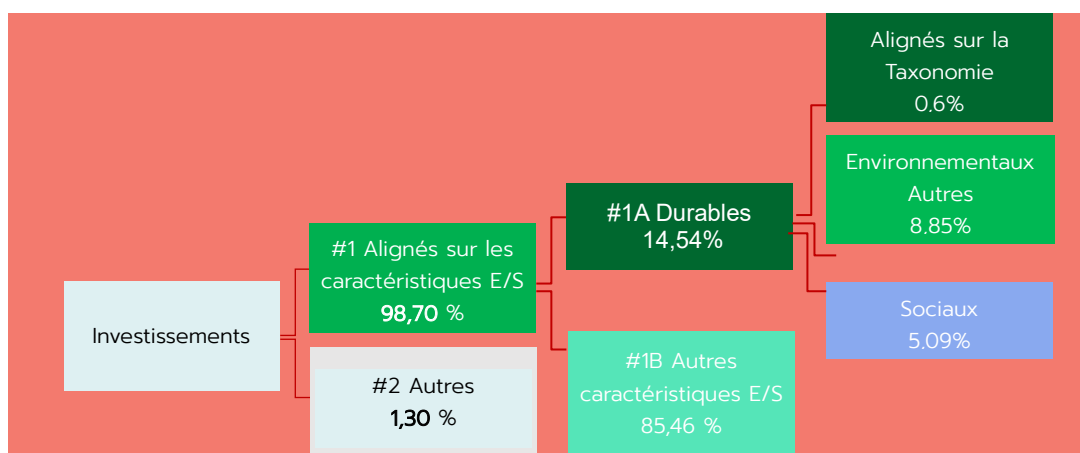 Investissements
#1 Alignés sur les
caractéristiques E/S
98,70 %
#2 Autres
1,30 %
#1A Durables
14,54%
#1B Autres
caractéristiques E/S
85,46 %
Alignés sur la
Taxonomie
0,6%
Environnementaux
Autres
8,85%
Sociaux
5,09%